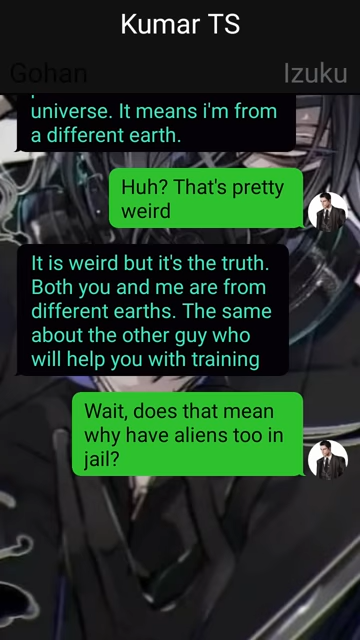 Kumar TS
Gohan
Izuku
universe. It means i'm from
a different earth.
Huh? That's pretty
weird
It is weird but it's the truth.
Both you and me are from
different earths. The same
about the other guy who
will help you with training
Wait, does that mean
why have aliens too in
jail?